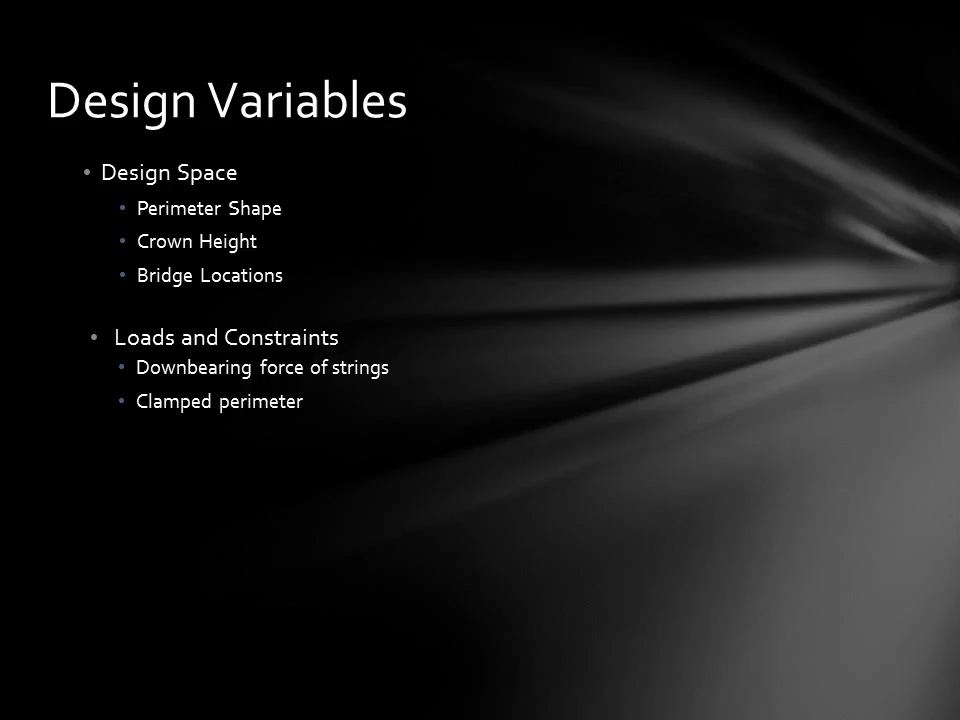 Design Variables
• Design Space
• Perimeter Shape
• Crown Height
• Bridge Locations
• Loads and Constraints
• Downbearing force of strings
• Clamped perimeter